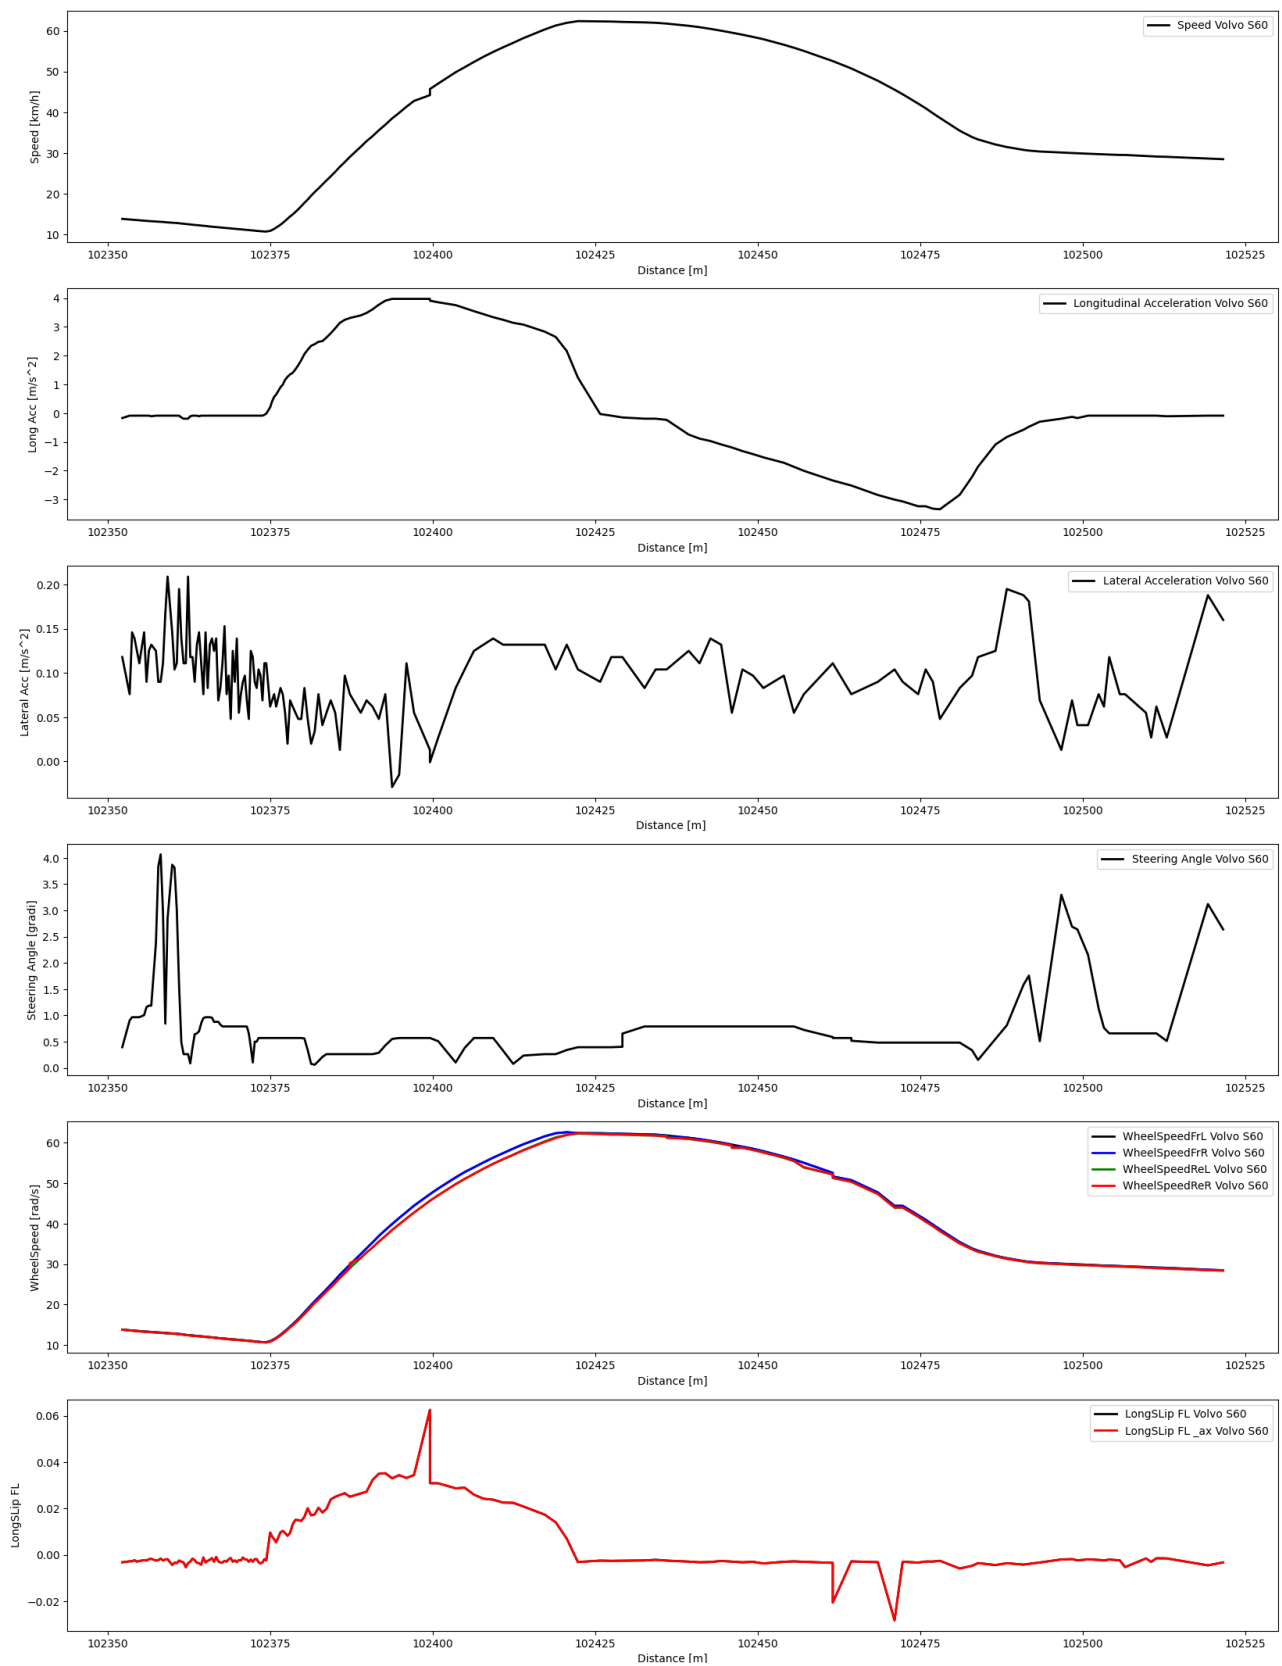 Speed Volvo S60
60
50
40
30
20
10
Speed [km/h]
102350 102375 102400 102425 102450 102475 102500 102525
Distance [m]
Longitudinal Acceleration Volvo S60
4
3
2
1
0
−1
−2
−3
Long Acc [m/s^2]
102350 102375 102400 102425 102450 102475 102500 102525
Distance [m]
Lateral Acceleration Volvo S60
0.20
0.15
0.10
0.05
0.00
Lateral Acc [m/s^2]
102350 102375 102400 102425 102450 102475 102500 102525
Distance [m]
Steering Angle Volvo S60
4.0
3.5
3.0
2.5
2.0
1.5
1.0
0.5
0.0
Steering Angle [gradi]
102350 102375 102400 102425 102450 102475 102500 102525
Distance [m]
WheelSpeedFrL Volvo S60
WheelSpeedFrR Volvo S60
WheelSpeedReL Volvo S60
WheelSpeedReR Volvo S60
60
50
40
30
20
10
WheelSpeed [rad/s]
102350 102375 102400 102425 102450 102475 102500 102525
Distance [m]
LongSLip FL Volvo S60
LongSLip FL _ax Volvo S60
0.06
0.04
0.02
0.00
−0.02
LongSLip FL
102350 102375 102400 102425 102450 102475 102500 102525
Distance [m]